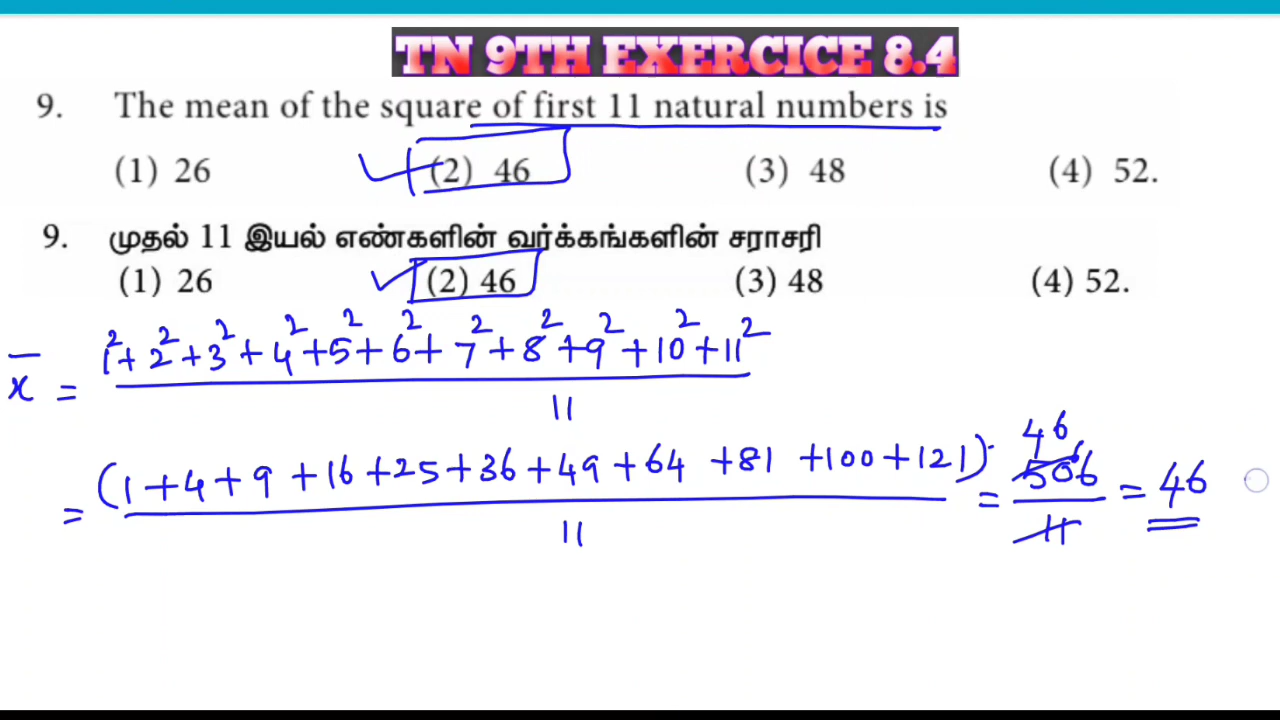 TN 9TH EXERCICE 8.4
9. The mean of the square of first 11 natural numbers is
(1) 26 (2) 46 (3) 48 (4) 52.
9. முதல் 11 இயல் எண்களின் வர்க்கங்களின் சராசரி
(1) 26 (2) 46 (3) 48 (4) 52.
x̄ = (1² + 2² + 3² + 4² + 5² + 6² + 7² + 8² + 9² + 10² + 11²) / 11
= (1 + 4 + 9 + 16 + 25 + 36 + 49 + 64 + 81 + 100 + 121) / 11 = 506 / 11 = 46
46